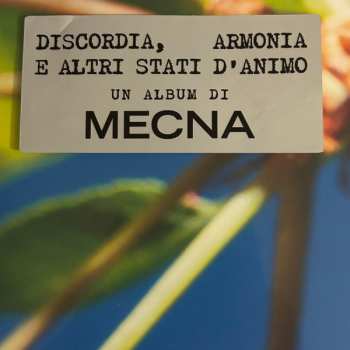 DISCORDIA, ARMONIA
E ALTRI STATI D'ANIMO
UN ALBUM DI
MECNA